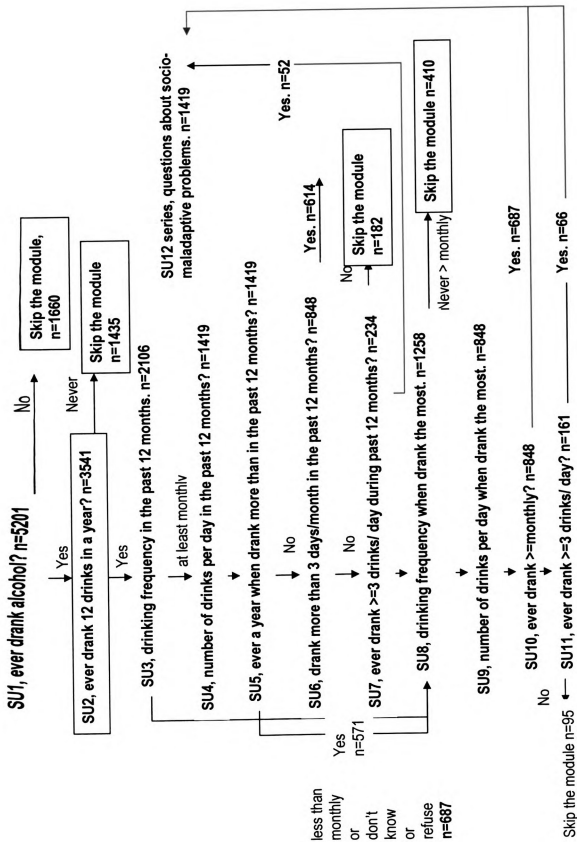 SU1, ever drank alcohol? n=5201
No
Skip the module,
n=1660
Yes
SU2, ever drank 12 drinks in a year? n=3541
Never
Skip the module
n=1435
Yes
SU3, drinking frequency in the past 12 months. n=2106
at least monthly
SU4, number of drinks per day in the past 12 months? n=1419
SU12 series, questions about socio-
maladaptive problems. n=1419
SU5, ever a year when drank more than in the past 12 months? n=1419
No
Yes
n=571
SU6, drank more than 3 days/month in the past 12 months? n=848
Yes. n=614
No
SU7, ever drank >=3 drinks/ day during past 12 months? n=234
No
Skip the module
n=182
Yes. n=52
less than
monthly
or
don't
know
or
refuse
n=687
SU8, drinking frequency when drank the most. n=1258
Never > monthly
Skip the module n=410
SU9, number of drinks per day when drank the most. n=848
SU10, ever drank >=monthly? n=848
Yes. n=687
SU11, ever drank >=3 drinks/ day? n=161
Yes. n=66
No
Skip the module n=95